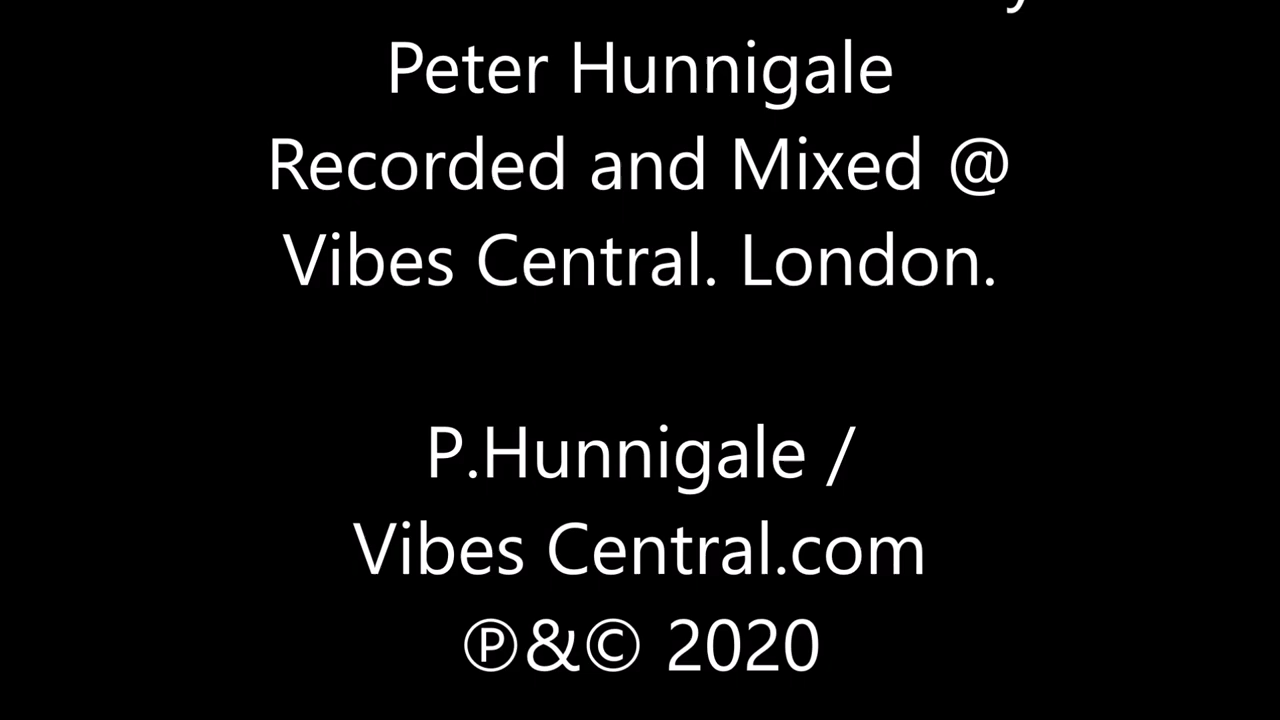 Peter Hunnigale
Recorded and Mixed @
Vibes Central. London.
P.Hunnigale /
Vibes Central.com
℗&© 2020